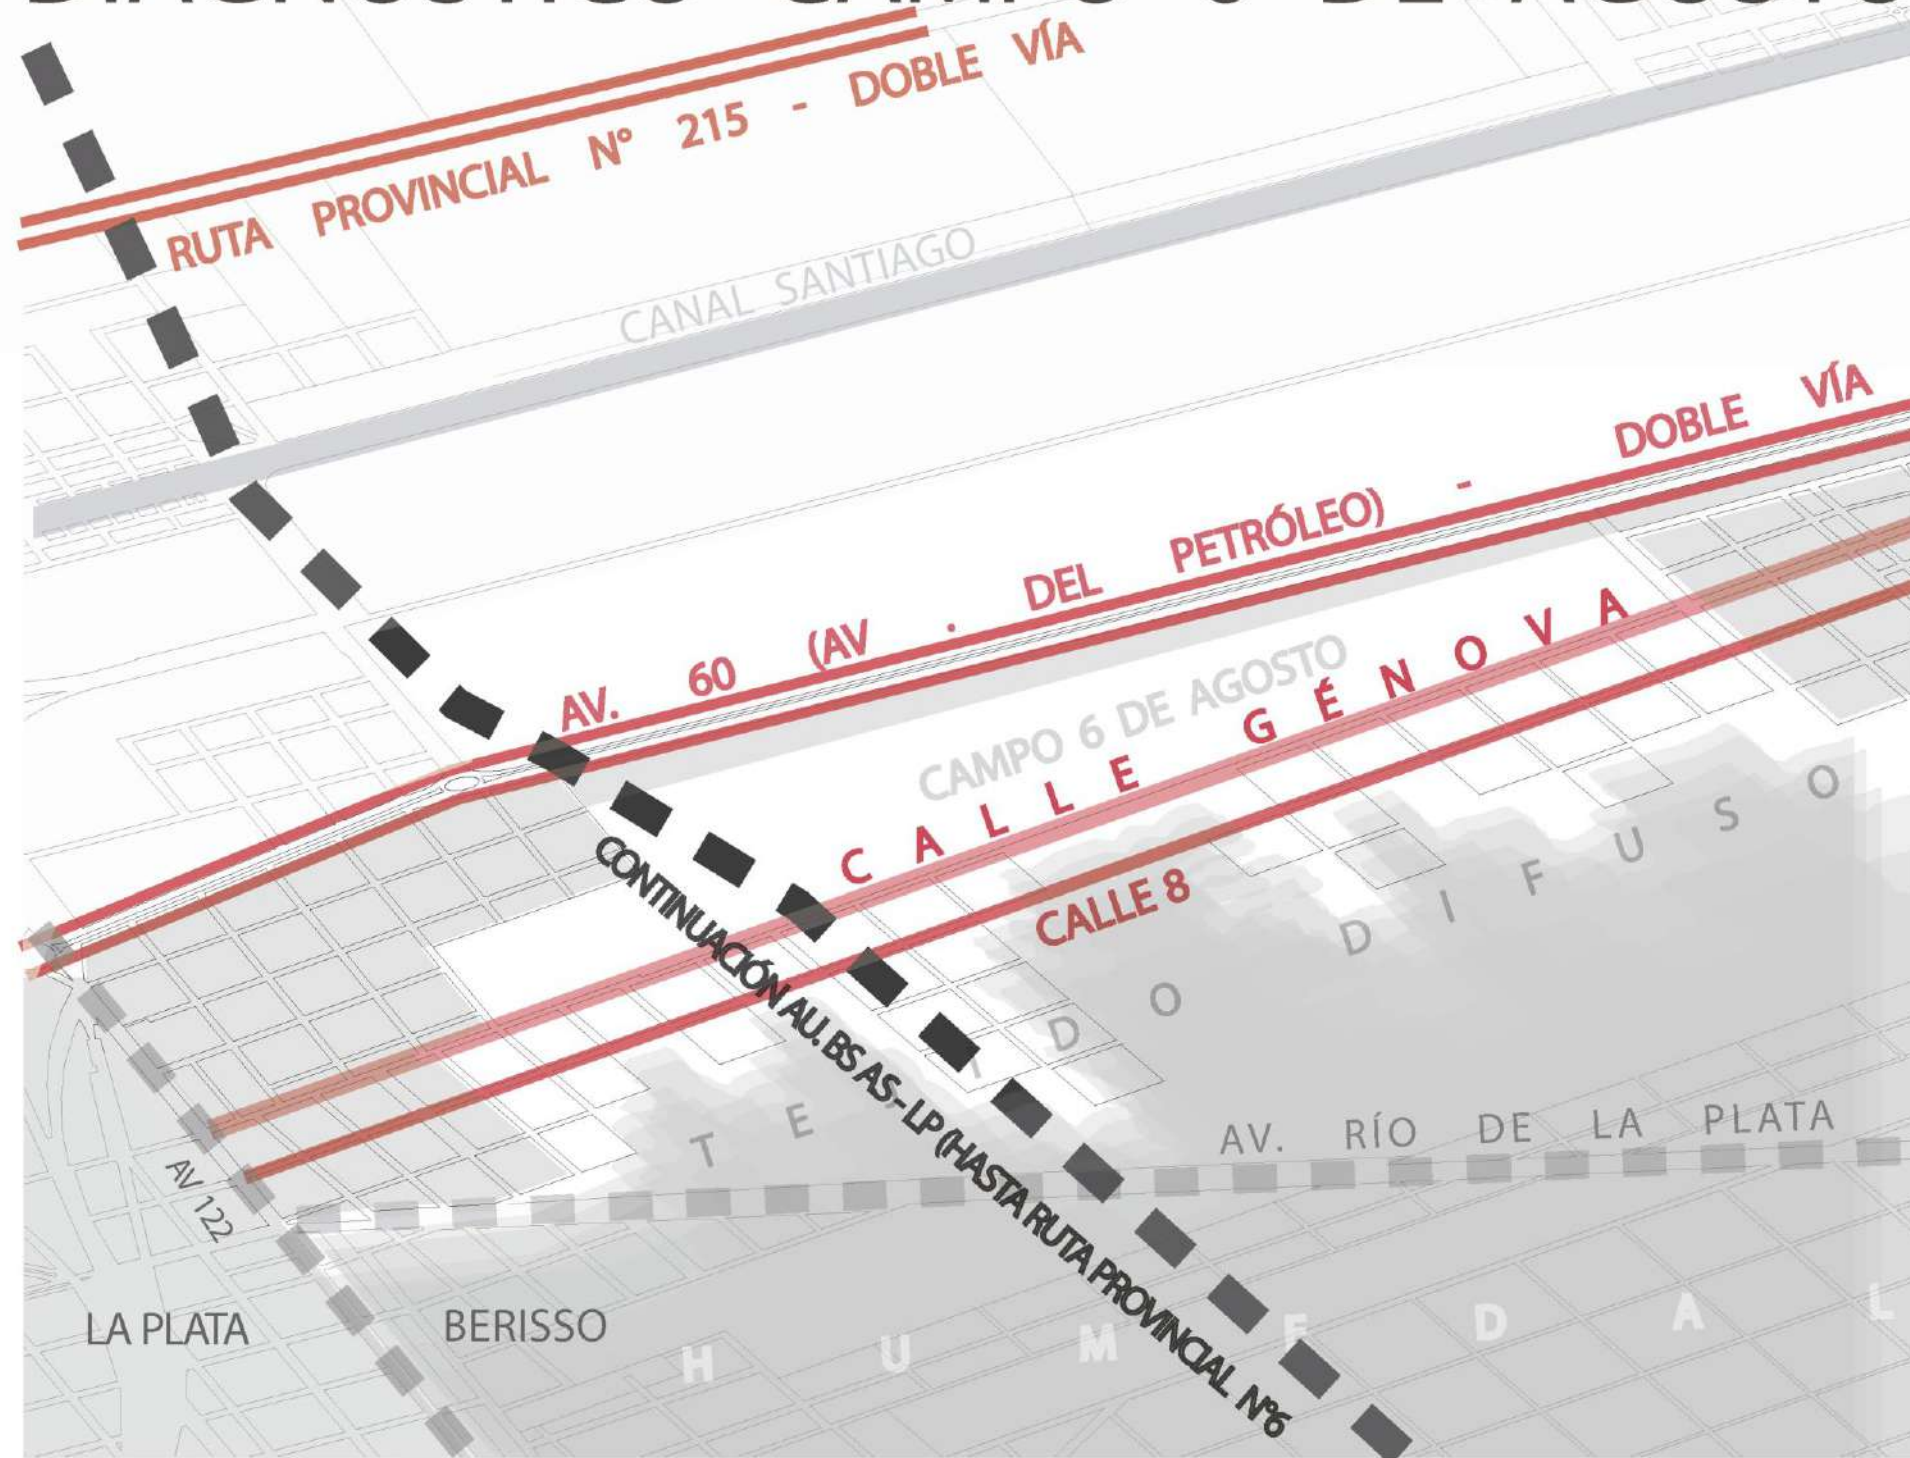 RUTA PROVINCIAL N° 215 - DOBLE VÍA
CANAL SANTIAGO
AV. 60 (AV . DEL PETRÓLEO) - DOBLE VÍA
CAMPO 6 DE AGOSTO
CALLE GÉNOVA
CALLE 8
CONTINUACIÓN AU. BS AS - LP (HASTA RUTA PROVINCIAL Nº6
DIFUSO
AV. RÍO DE LA PLATA
AV 122
LA PLATA
BERISSO
HUMEDAL